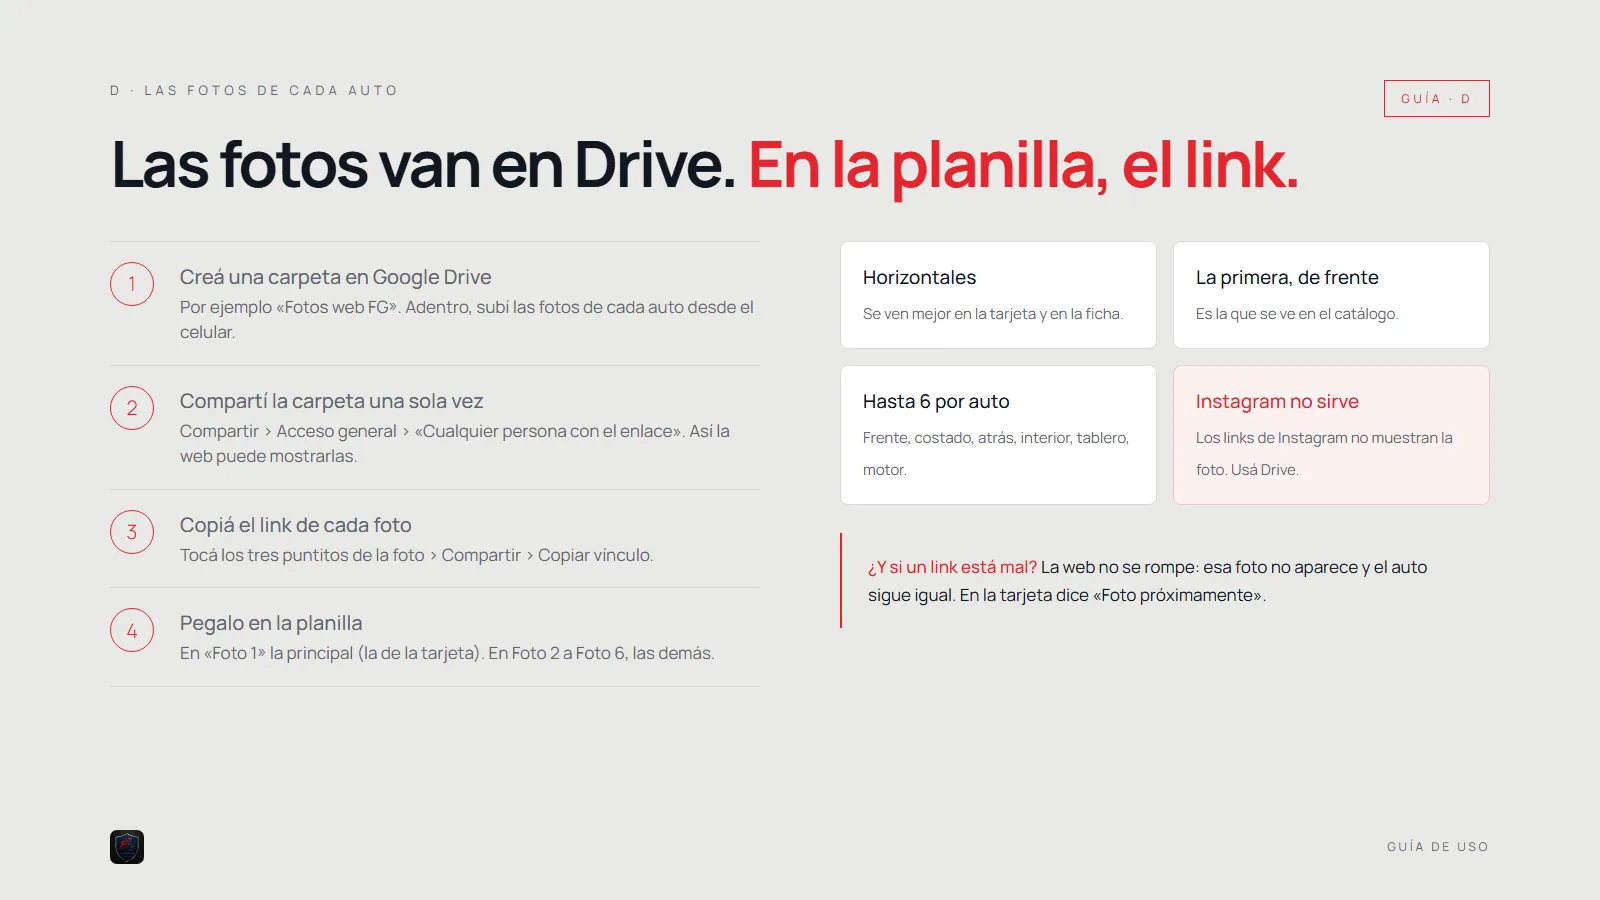 D · LAS FOTOS DE CADA AUTO
GUÍA · D
Las fotos van en Drive. En la planilla, el link.
1
Creá una carpeta en Google Drive
Por ejemplo «Fotos web FG». Adentro, subí las fotos de cada auto desde el
celular.
2
Compartí la carpeta una sola vez
Compartir > Acceso general > «Cualquier persona con el enlace». Así la
web puede mostrarlas.
3
Copiá el link de cada foto
Tocá los tres puntitos de la foto > Compartir > Copiar vínculo.
4
Pegalo en la planilla
En «Foto 1» la principal (la de la tarjeta). En Foto 2 a Foto 6, las demás.
Horizontales
Se ven mejor en la tarjeta y en la ficha.
La primera, de frente
Es la que se ve en el catálogo.
Hasta 6 por auto
Frente, costado, atrás, interior, tablero,
motor.
Instagram no sirve
Los links de Instagram no muestran la
foto. Usá Drive.
¿Y si un link está mal? La web no se rompe: esa foto no aparece y el auto
sigue igual. En la tarjeta dice «Foto próximamente».
GUÍA DE USO